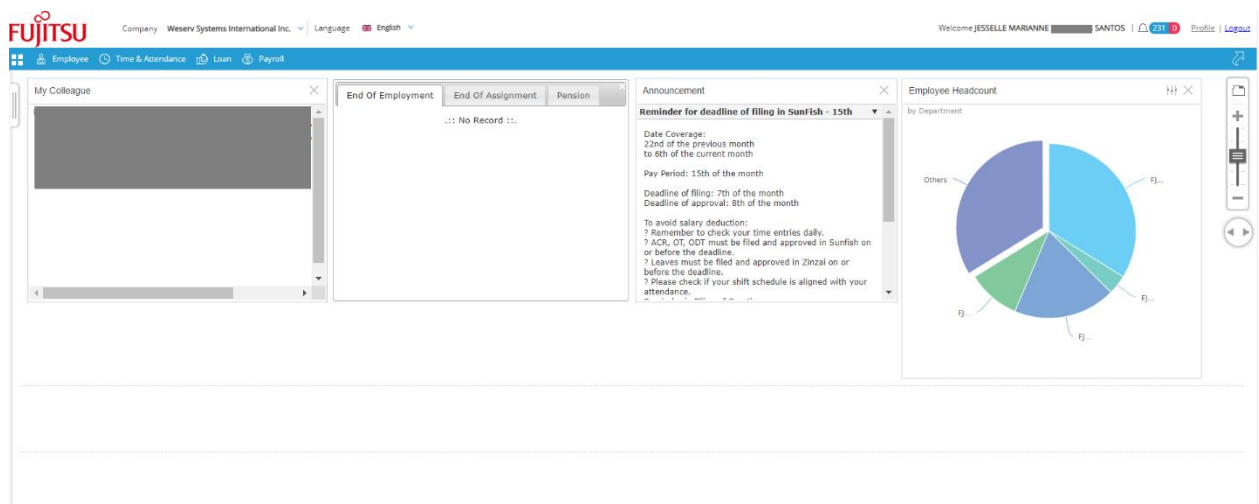 FUJITSU
Company Weserv Systems International Inc. Language English
Welcome JESSELLE MARIANNE SANTOS | 231 0 Profile | Logout
Employee Time & Attendance Loan Payroll
My Colleague
End Of Employment End Of Assignment Pension
.:: No Record ::.
Announcement
Reminder for deadline of filing in SunFish - 15th
Date Coverage:
22nd of the previous month
to 6th of the current month
Pay Period: 15th of the month
Deadline of filing: 7th of the month
Deadline of approval: 8th of the month
To avoid salary deduction:
? Remember to check your time entries daily.
? ACR, OT, ODT must be filed and approved in Sunfish on
or before the deadline.
? Leaves must be filed and approved in Zinzai on or
before the deadline.
? Please check if your shift schedule is aligned with your
attendance.
Employee Headcount
by Department
Others
FJ...
FJ...
FJ...
FJ...